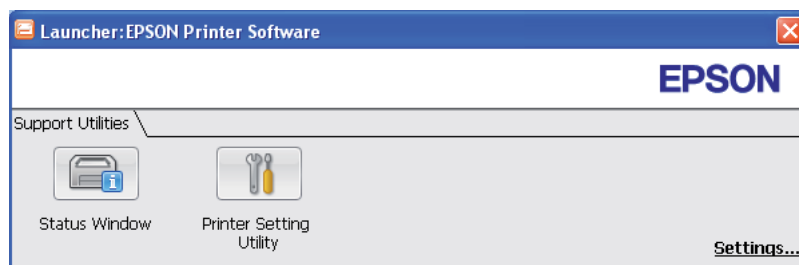 Launcher:EPSON Printer Software
EPSON
Support Utilities
Status Window
Printer Setting
Utility
Settings...